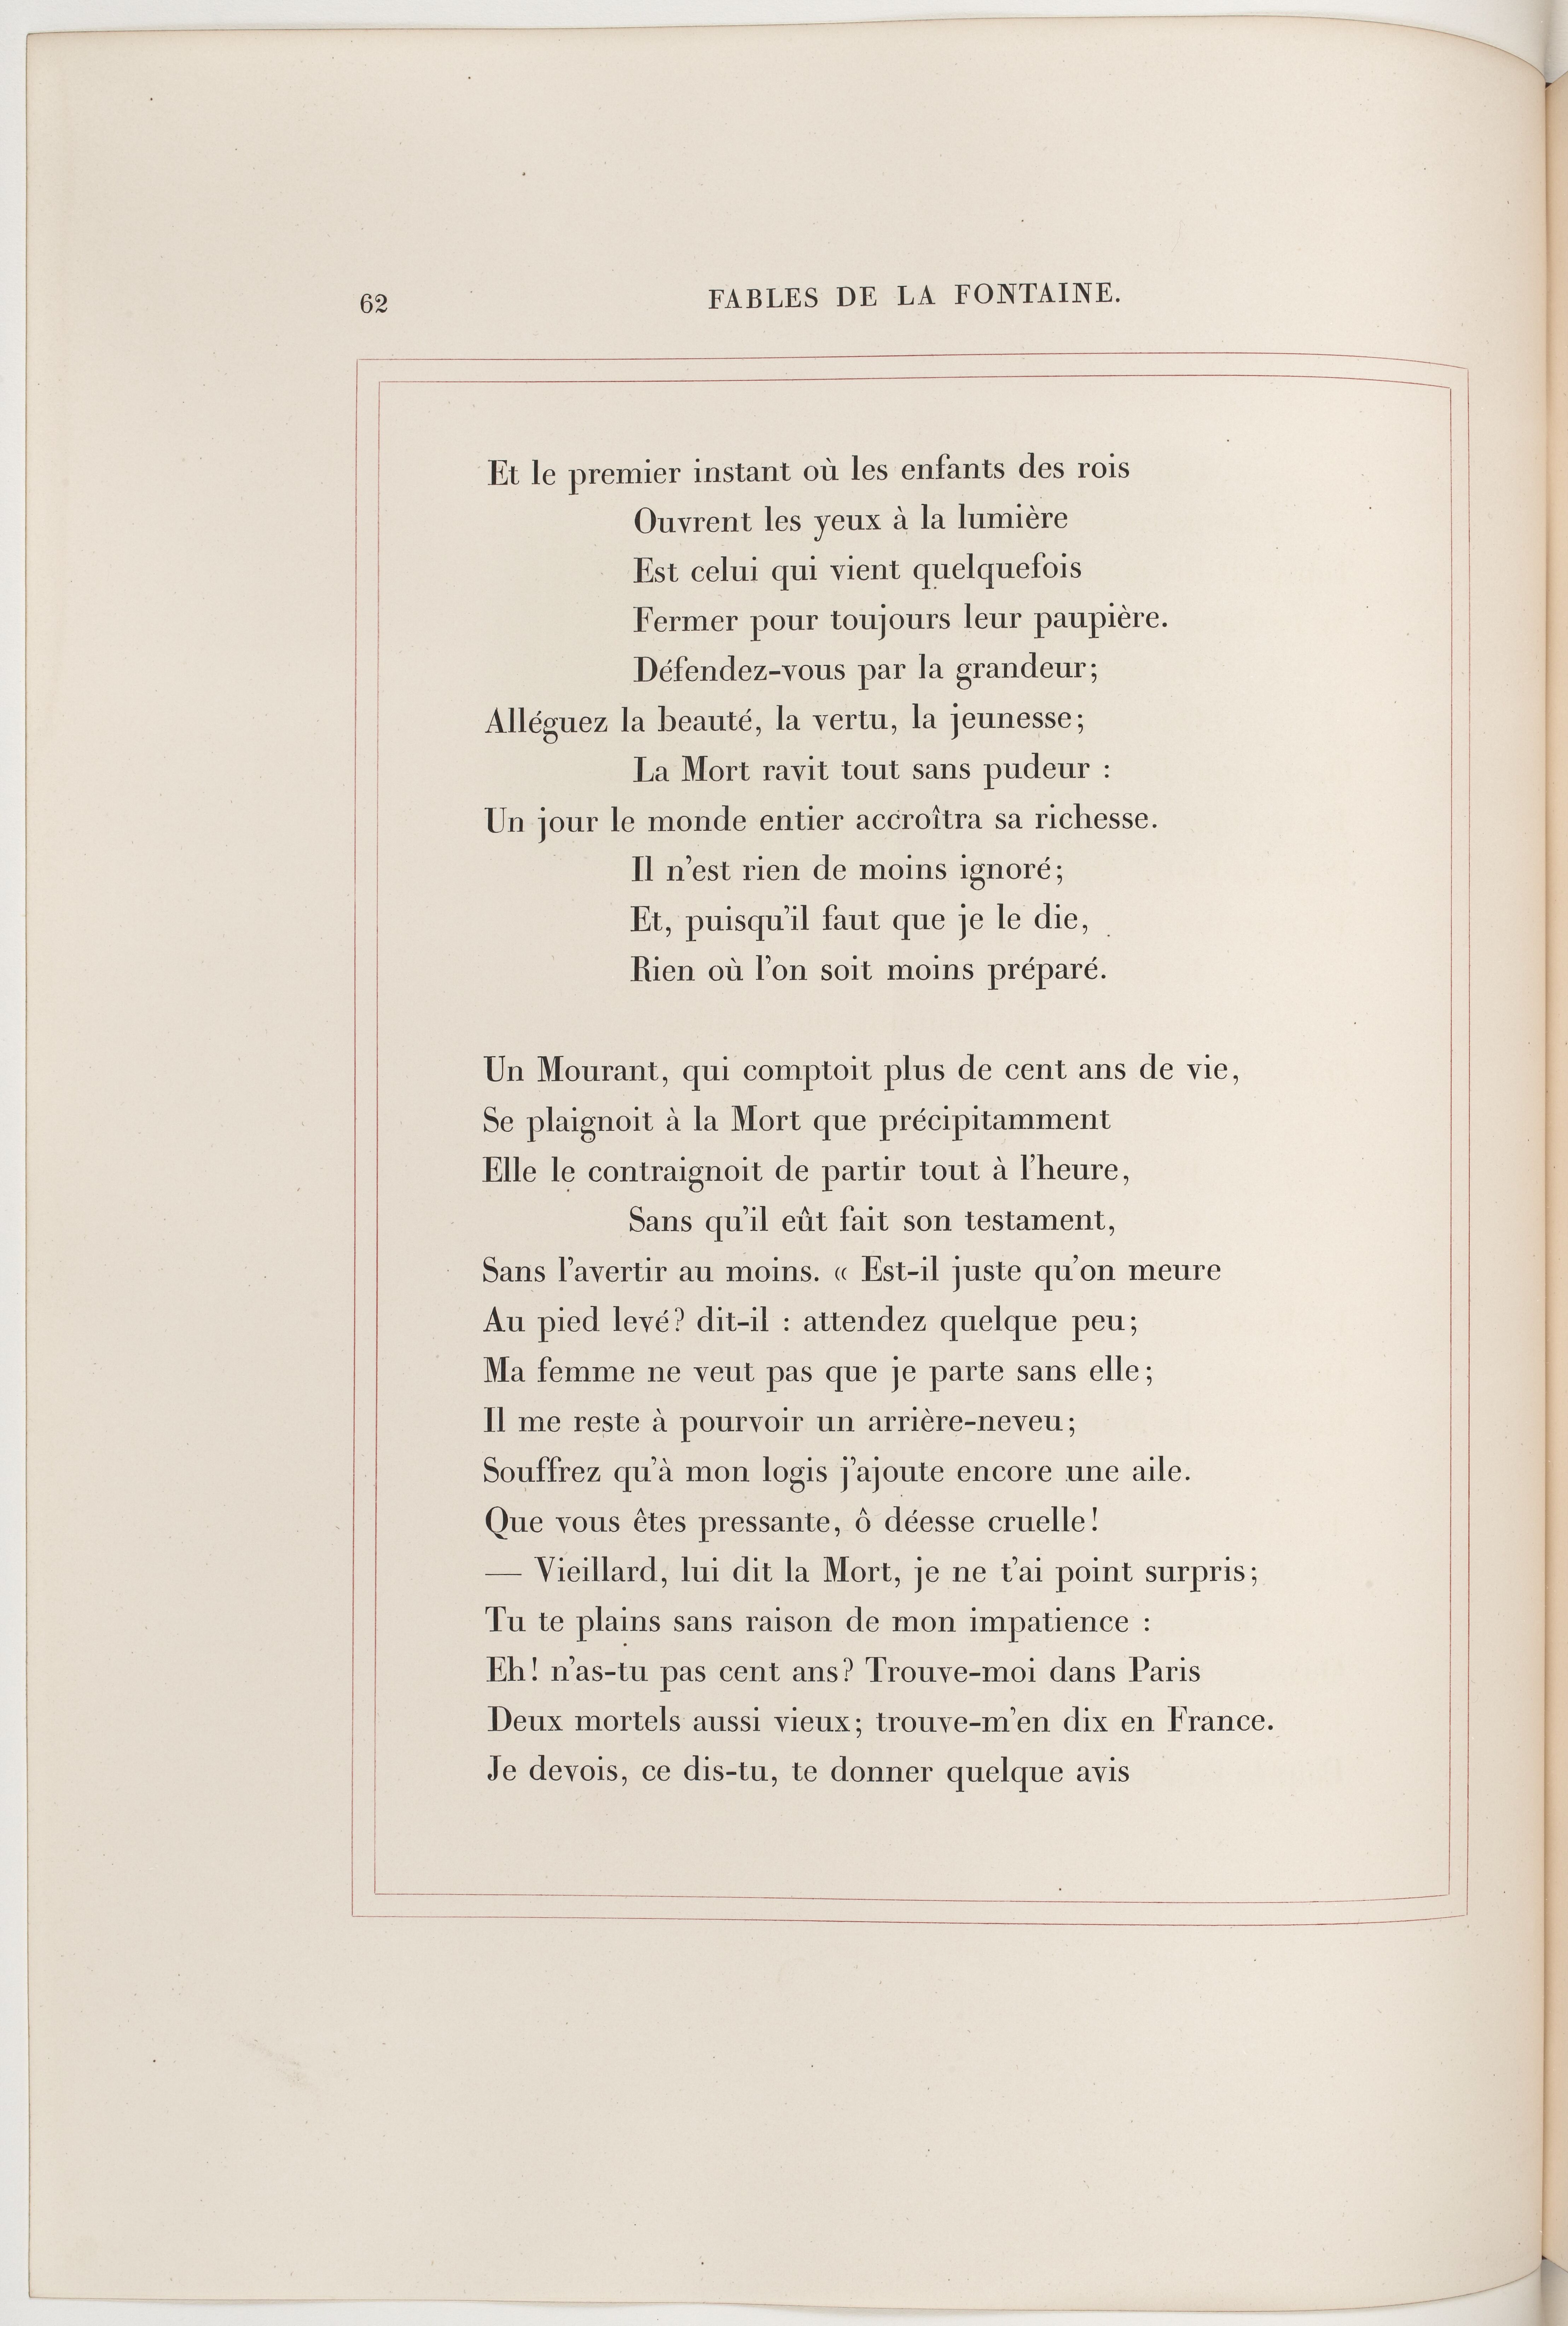 62
FABLES DE LA FONTAINE.
Et le premier instant où les enfants des rois
Ouvrent les yeux à la lumière
Est celui qui vient quelquefois
Fermer pour toujours leur paupière.
Défendez-vous par la grandeur;
Alléguez la beauté, la vertu, la jeunesse;
La Mort ravit tout sans pudeur :
Un jour le monde entier accroîtra sa richesse.
Il n'est rien de moins ignoré;
Et, puisqu'il faut que je le die,
Rien où l'on soit moins préparé.
Un Mourant, qui comptoit plus de cent ans de vie,
Se plaignoit à la Mort que précipitamment
Elle le contraignoit de partir tout à l'heure,
Sans qu'il eût fait son testament,
Sans l'avertir au moins. « Est-il juste qu'on meure
Au pied levé? dit-il : attendez quelque peu;
Ma femme ne veut pas que je parte sans elle;
Il me reste à pourvoir un arrière-neveu;
Souffrez qu'à mon logis j'ajoute encore une aile.
Que vous êtes pressante, ô déesse cruelle!
— Vieillard, lui dit la Mort, je ne t'ai point surpris;
Tu te plains sans raison de mon impatience :
Eh! n'as-tu pas cent ans? Trouve-moi dans Paris
Deux mortels aussi vieux; trouve-m'en dix en France.
Je devois, ce dis-tu, te donner quelque avis